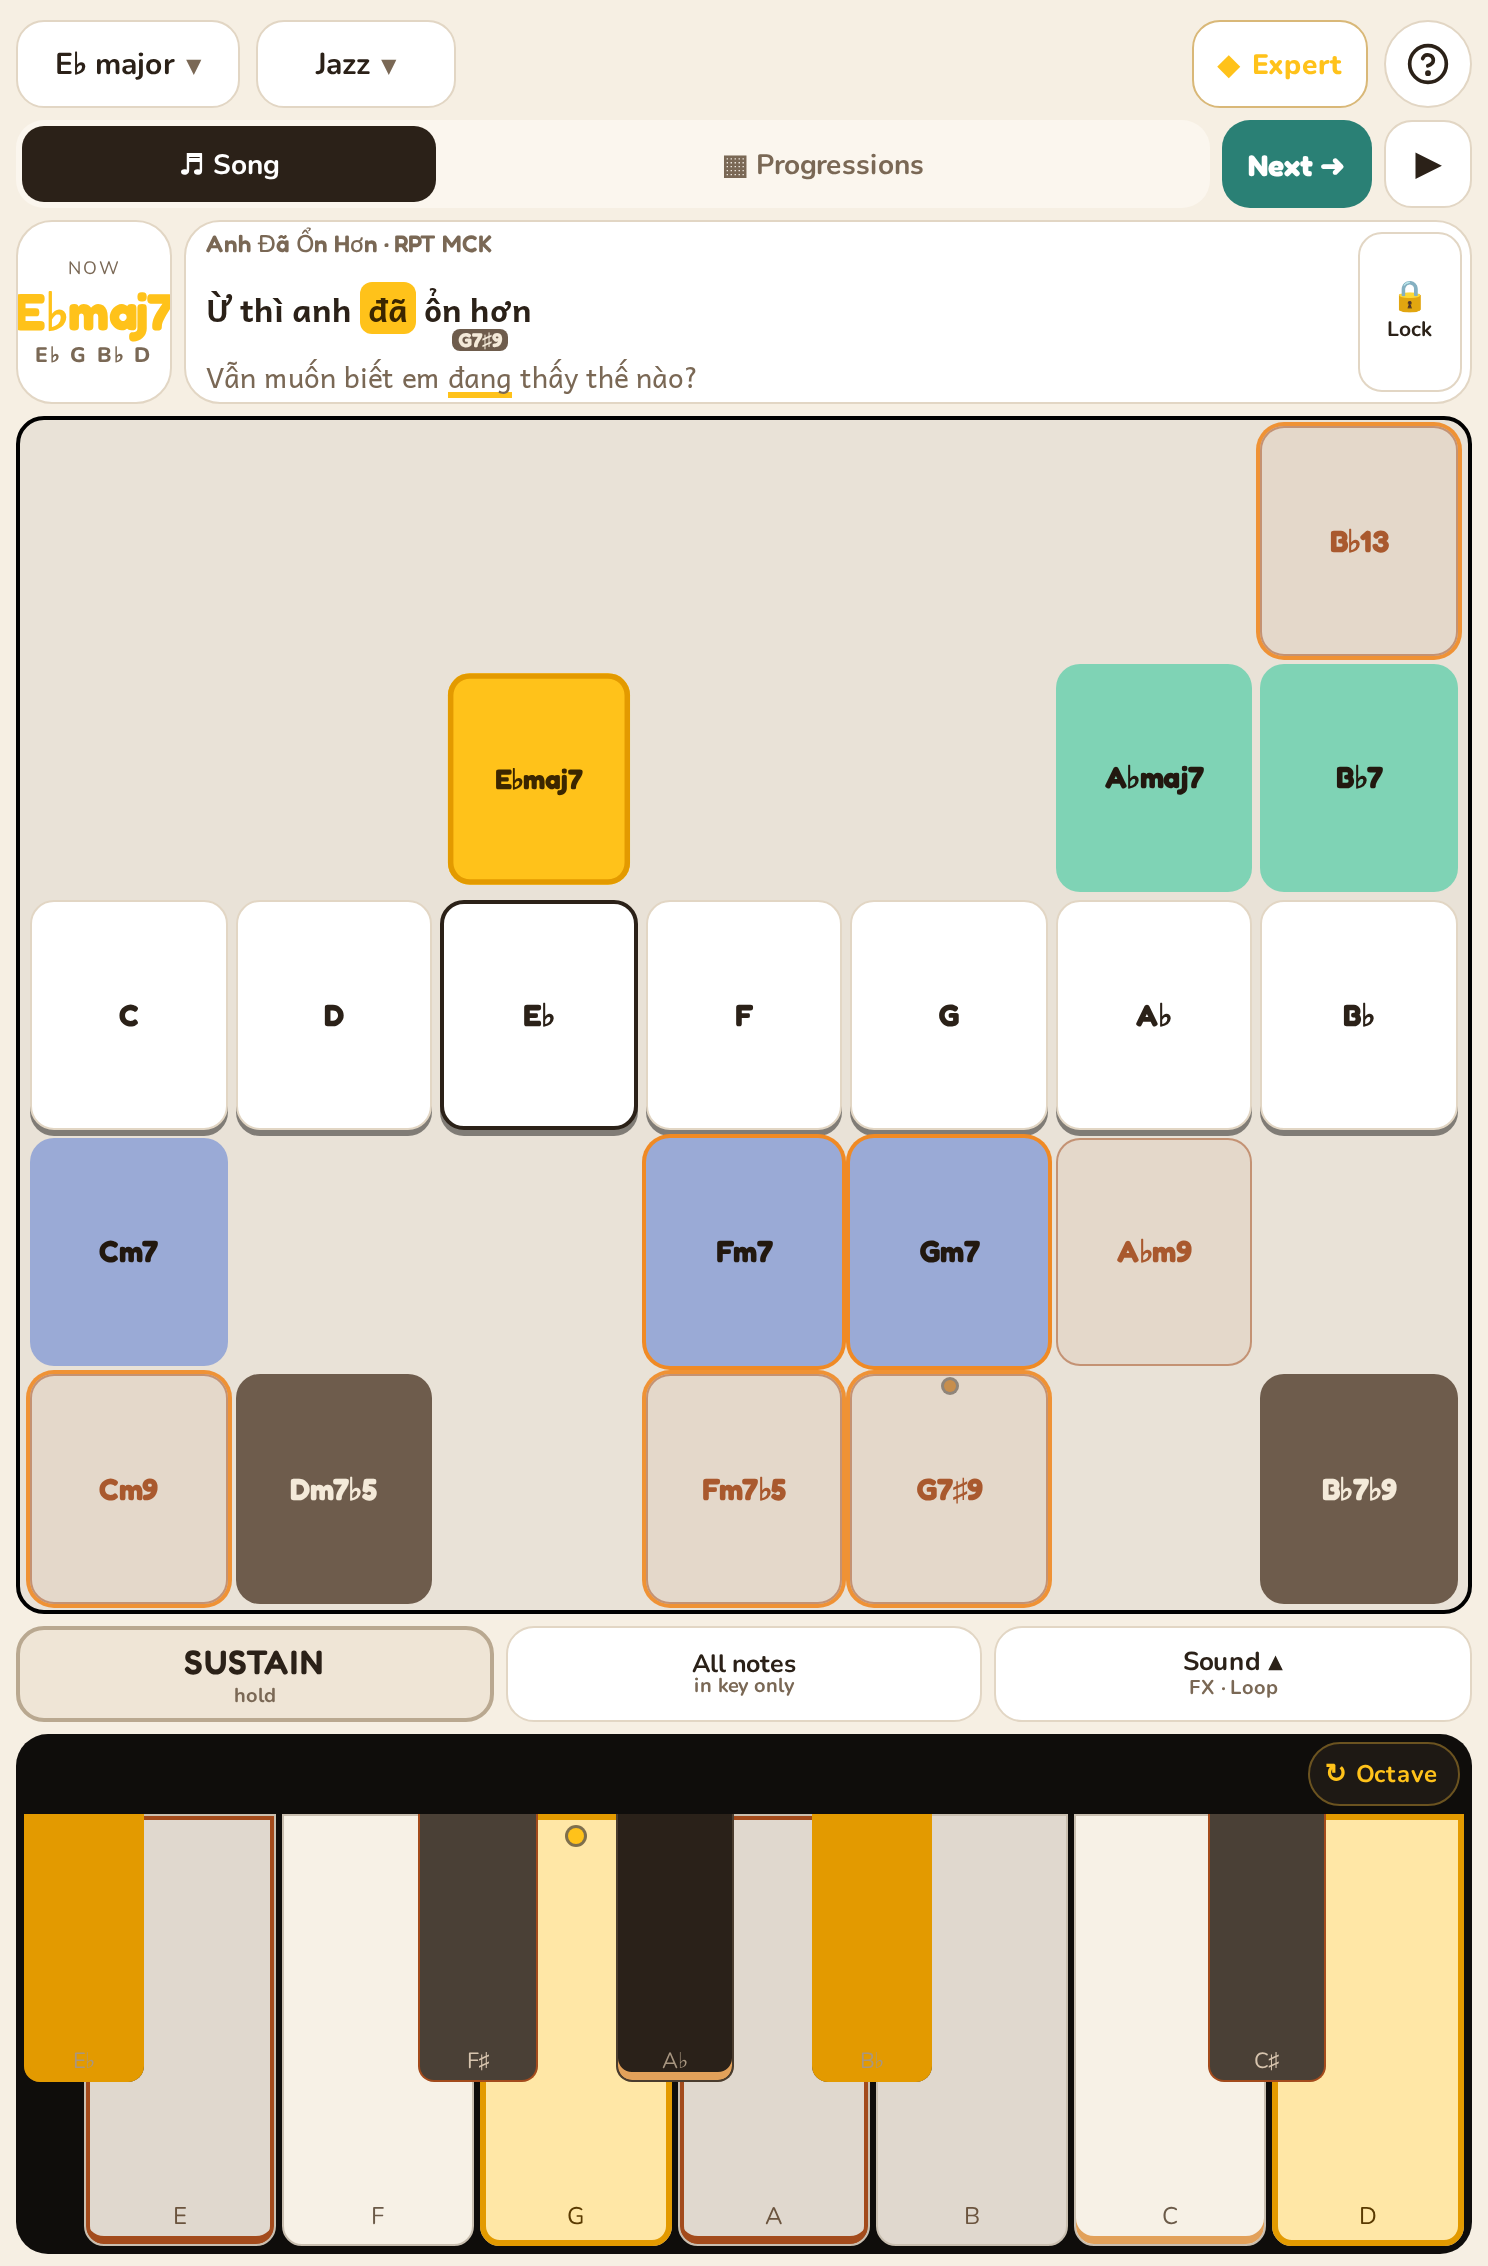 E♭ major ▾
Jazz ▾
◆ Expert
?
♬ Song
▦ Progressions
Next ➜
▶
NOW
E♭maj7
E♭ G B♭ D
Anh Đã Ổn Hơn · RPT MCK
Ừ thì anh đã ổn hơn
G7♯9
Vẫn muốn biết em đang thấy thế nào?
🔒
Lock
B♭13
E♭maj7
A♭maj7
B♭7
C
D
E♭
F
G
A♭
B♭
Cm7
Fm7
Gm7
A♭m9
Cm9
Dm7♭5
Fm7♭5
G7♯9
B♭7♭9
SUSTAIN
hold
All notes
in key only
Sound ▴
FX · Loop
↻ Octave
E♭
F♯
A♭
B♭
C♯
E
F
G
A
B
C
D